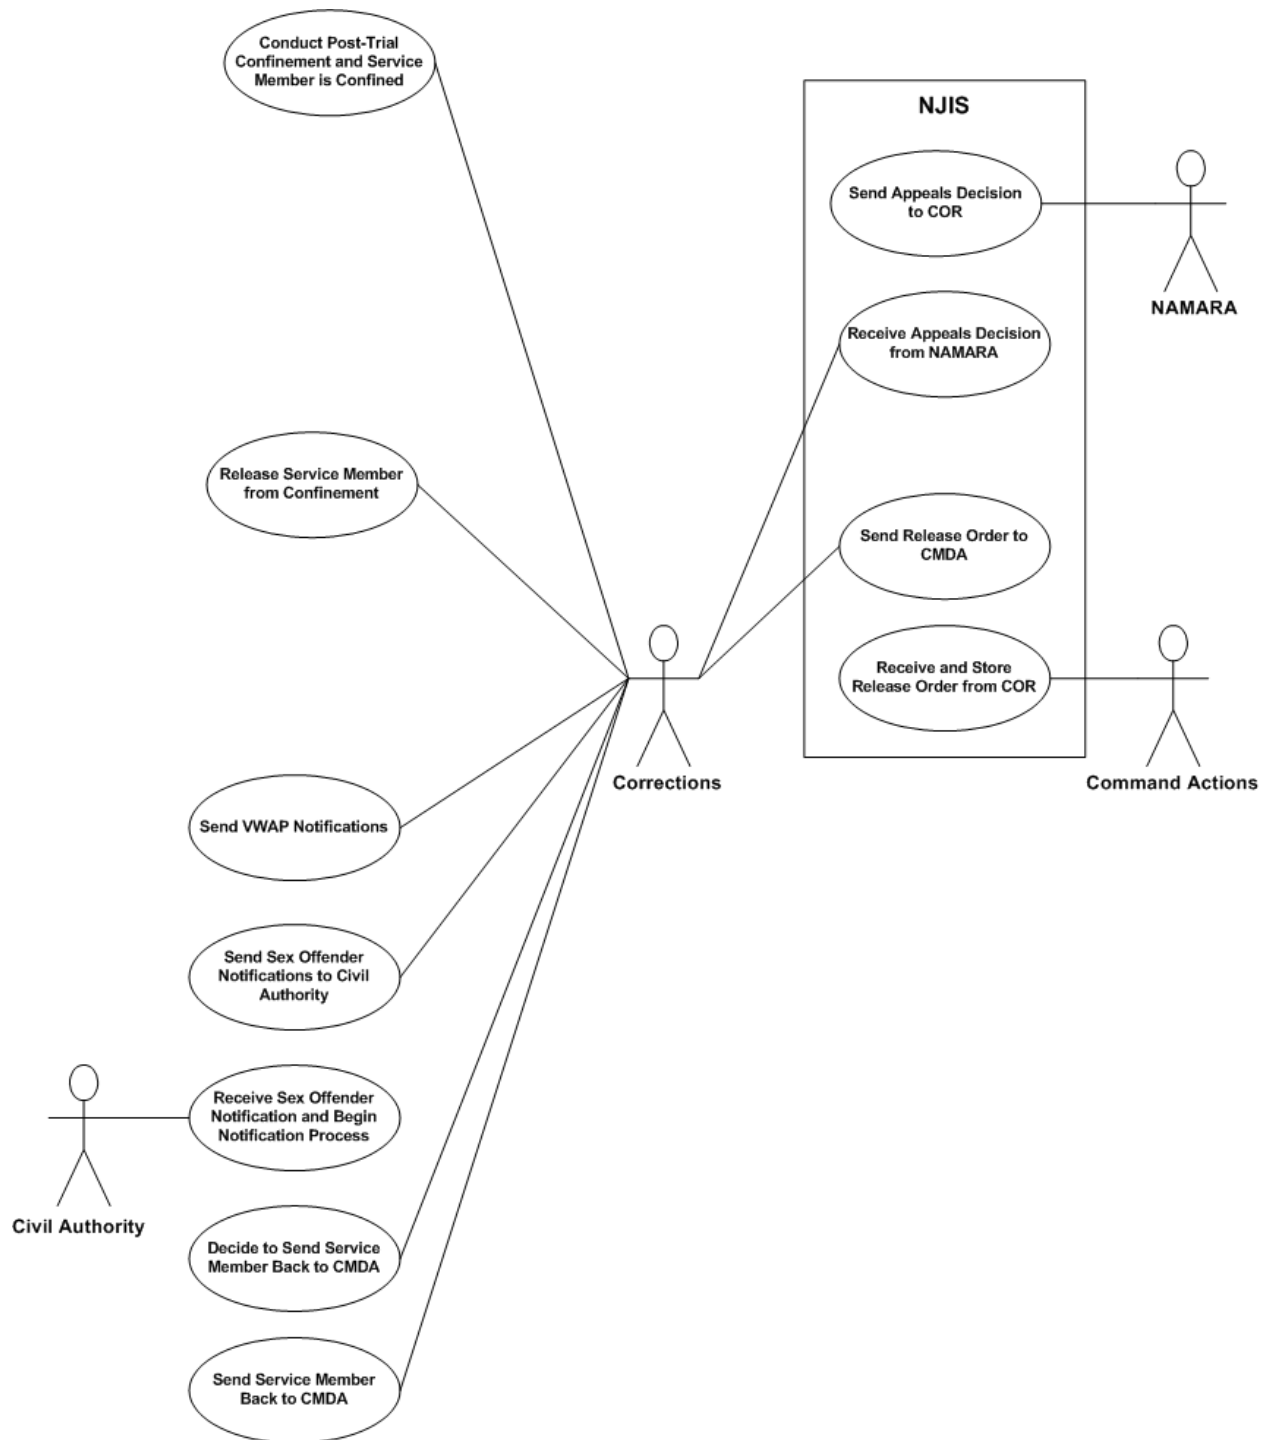 Conduct Post-Trial
Confinement and Service
Member is Confined
NJIS
Send Appeals Decision
to COR
NAMARA
Receive Appeals Decision
from NAMARA
Release Service Member
from Confinement
Send Release Order to
CMDA
Receive and Store
Release Order from COR
Corrections
Command Actions
Send VWAP Notifications
Send Sex Offender
Notifications to Civil
Authority
Receive Sex Offender
Notification and Begin
Notification Process
Civil Authority
Decide to Send Service
Member Back to CMDA
Send Service Member
Back to CMDA